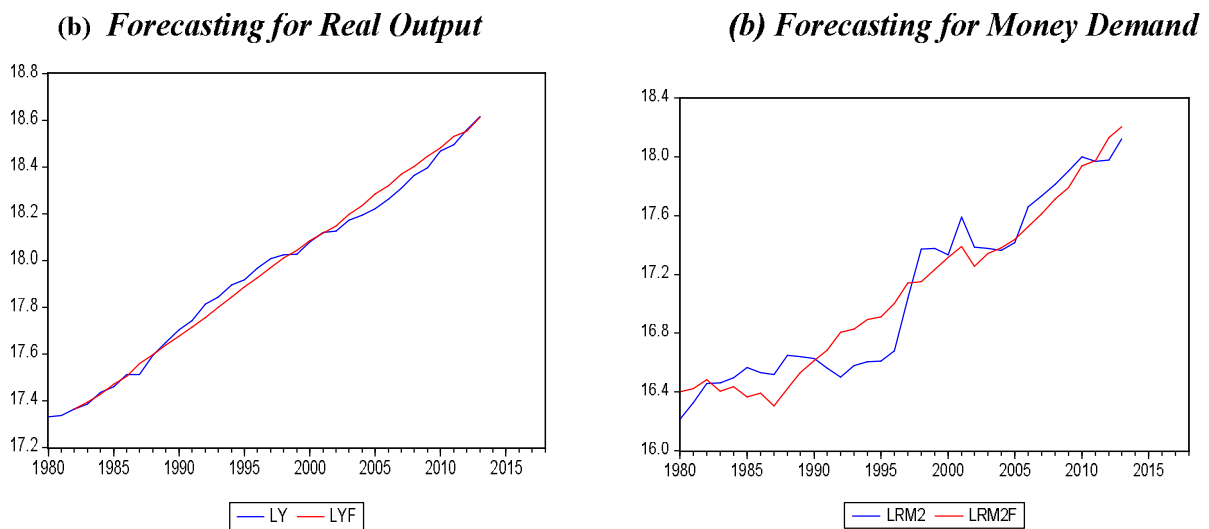 (b) Forecasting for Real Output
(b) Forecasting for Money Demand
18.8
18.6
18.4
18.2
18.0
17.8
17.6
17.4
17.2
1980 1985 1990 1995 2000 2005 2010 2015
LY LYF
18.4
18.0
17.6
17.2
16.8
16.4
16.0
1980 1985 1990 1995 2000 2005 2010 2015
LRM2 LRM2F